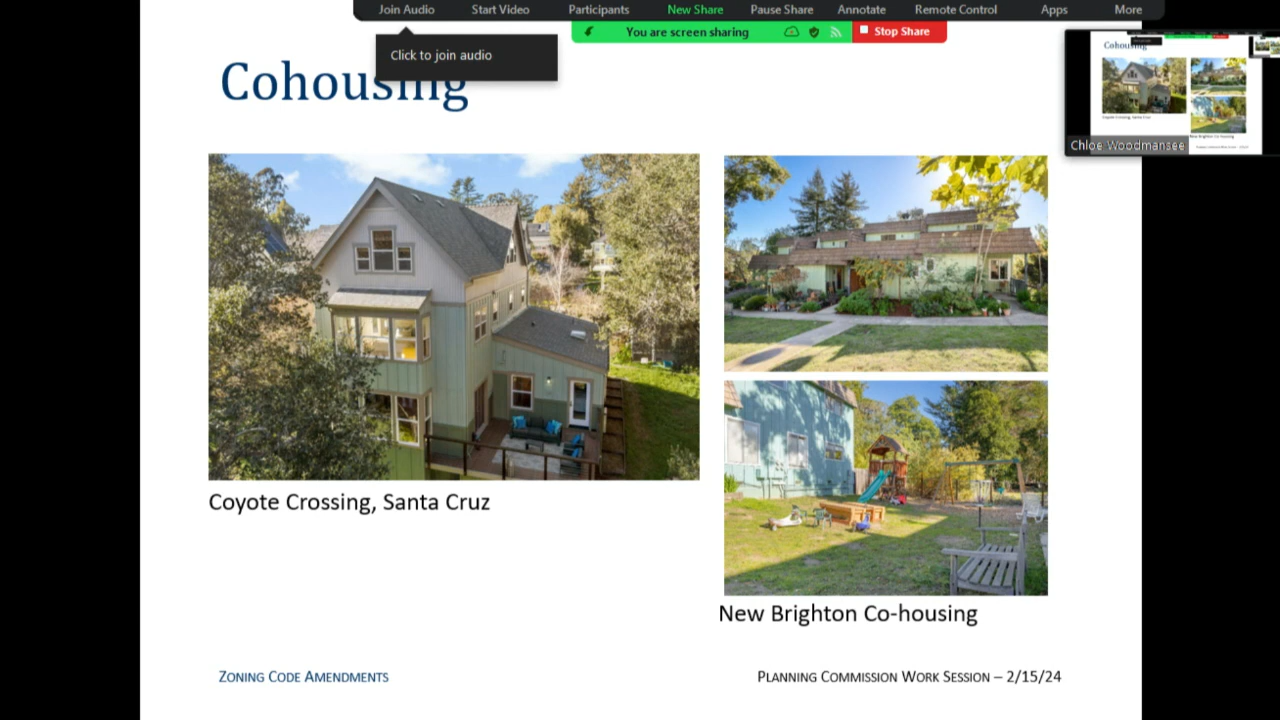 Join Audio
Start Video
Participants
New Share
Pause Share
Annotate
Remote Control
Apps
More
You are screen sharing
Stop Share
Click to join audio
Cohousing
Chloe Woodmansee
Coyote Crossing, Santa Cruz
New Brighton Co-housing
Zoning Code Amendments
Planning Commission Work Session – 2/15/24